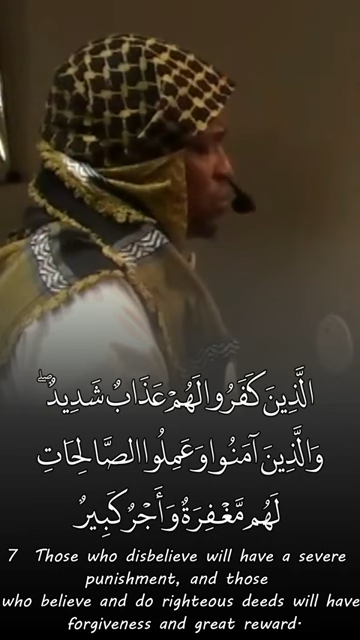 الَّذِينَ كَفَرُوا لَهُمْ عَذَابٌ شَدِيدٌ ۖ
وَالَّذِينَ آمَنُوا وَعَمِلُوا الصَّالِحَاتِ
لَهُم مَّغْفِرَةٌ وَأَجْرٌ كَبِيرٌ
7 Those who disbelieve will have a severe
punishment, and those
who believe and do righteous deeds will have
forgiveness and great reward.